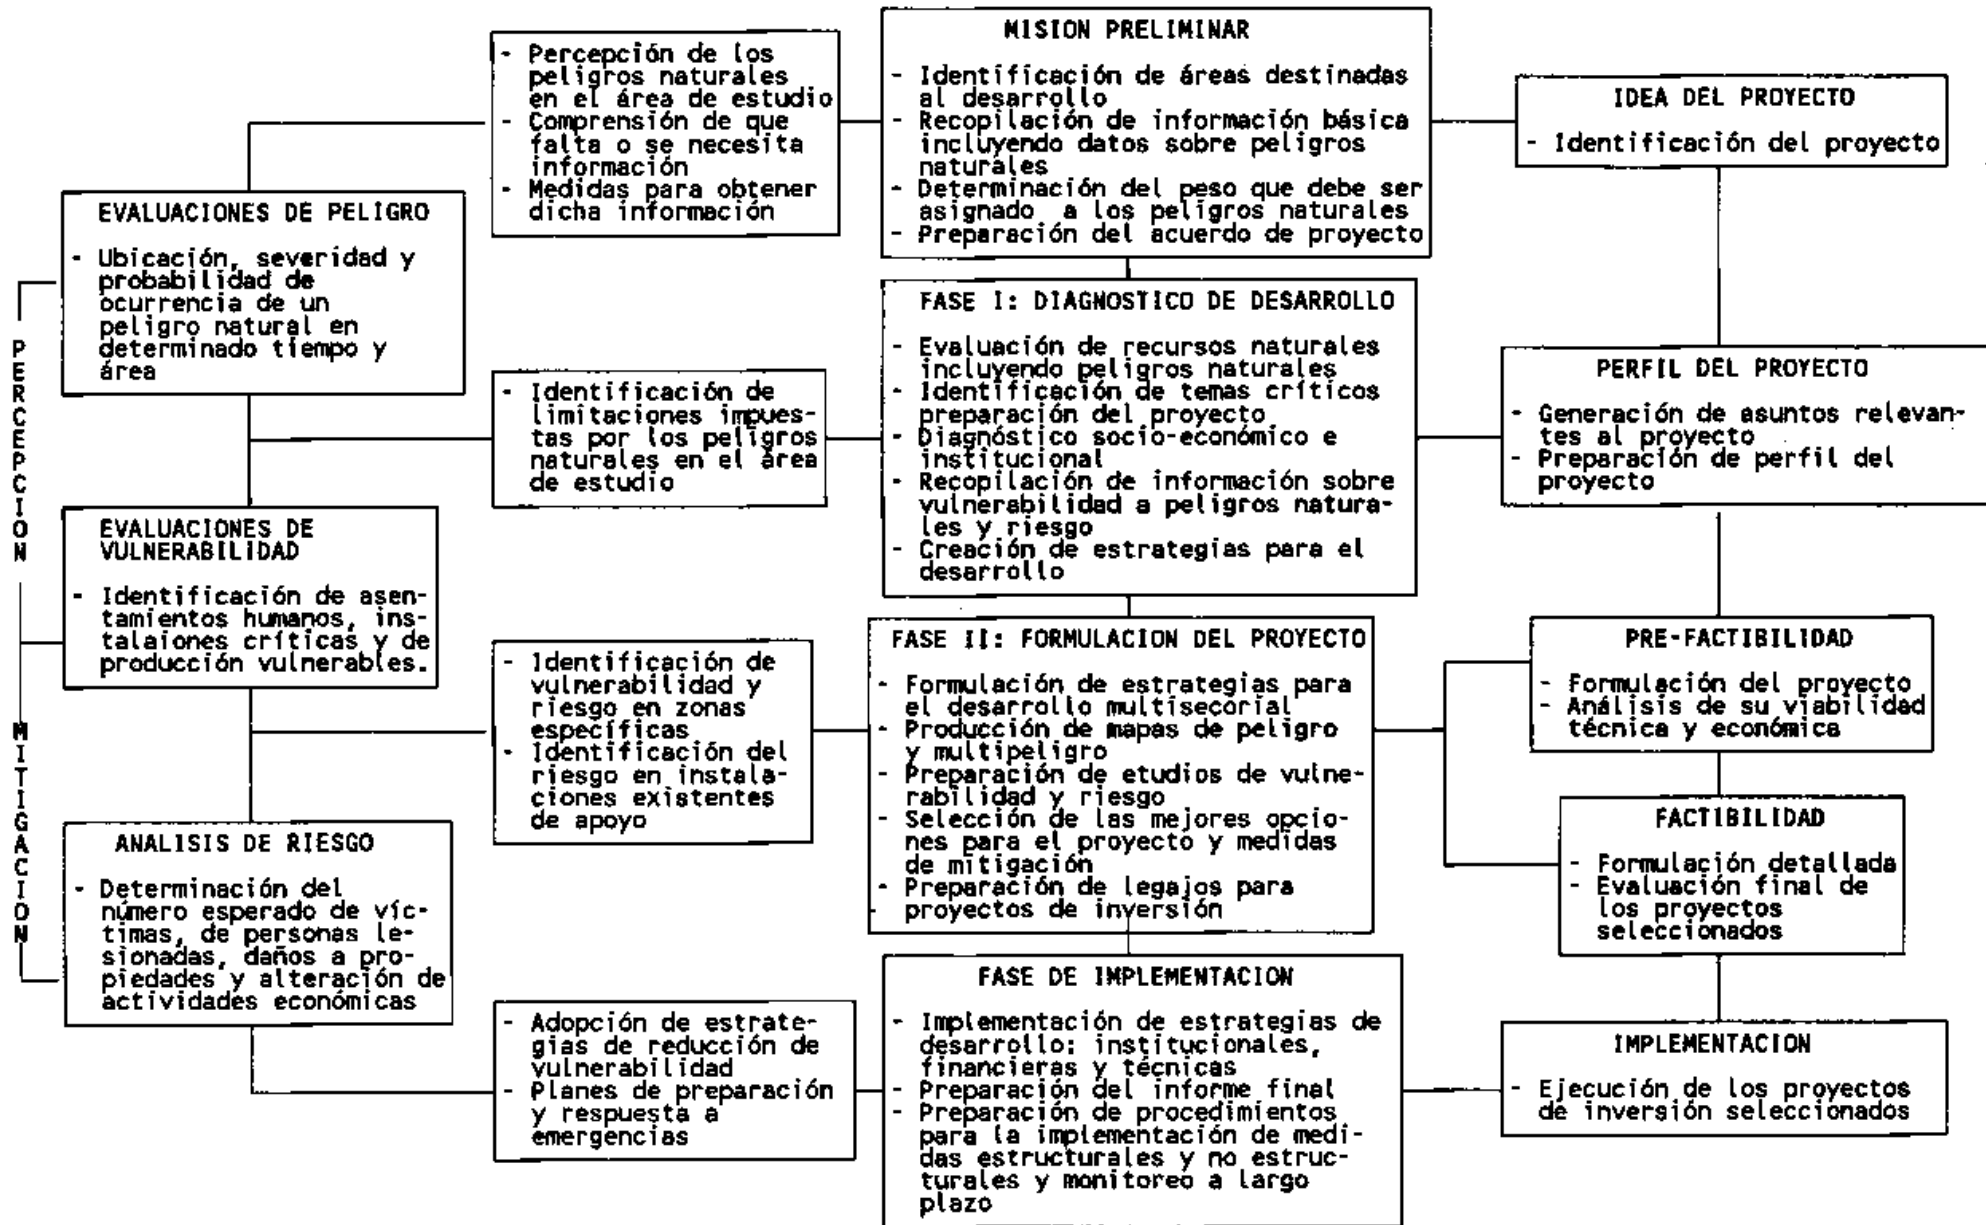 PERCEPCION
MITIGACION
EVALUACIONES DE PELIGRO
- Ubicación, severidad y
probabilidad de
ocurrencia de un
peligro natural en
determinado tiempo y
área
EVALUACIONES DE
VULNERABILIDAD
- Identificación de asen-
tamientos humanos, ins-
talaiones críticas y de
producción vulnerables.
ANALISIS DE RIESGO
- Determinación del
número esperado de víc-
timas, de personas le-
sionadas, daños a pro-
piedades y alteración de
actividades económicas
- Percepción de los
peligros naturales
en el área de estudio
- Comprensión de que
falta o se necesita
información
- Medidas para obtener
dicha información
- Identificación de
limitaciones impues-
tas por los peligros
naturales en el área
de estudio
- Identificación de
vulnerabilidad y
riesgo en zonas
específicas
- Identificación del
riesgo en instala-
ciones existentes
de apoyo
- Adopción de estrate-
gias de reducción de
vulnerabilidad
- Planes de preparación
y respuesta a
emergencias
MISION PRELIMINAR
- Identificación de áreas destinadas
al desarrollo
- Recopilación de información básica
incluyendo datos sobre peligros
naturales
- Determinación del peso que debe ser
asignado a los peligros naturales
- Preparación del acuerdo de proyecto
FASE I: DIAGNOSTICO DE DESARROLLO
- Evaluación de recursos naturales
incluyendo peligros naturales
- Identificación de temas críticos
preparación del proyecto
- Diagnóstico socio-económico e
institucional
- Recopilación de información sobre
vulnerabilidad a peligros natura-
les y riesgo
- Creación de estrategias para el
desarrollo
FASE II: FORMULACION DEL PROYECTO
- Formulación de estrategias para
el desarrollo multisecorial
- Producción de mapas de peligro
y multipeligro
- Preparación de etudios de vulne-
rabilidad y riesgo
- Selección de las mejores opcio-
nes para el proyecto y medidas
de mitigación
- Preparación de legajos para
- proyectos de inversión
FASE DE IMPLEMENTACION
- Implementación de estrategias de
desarrollo: institucionales,
financieras y técnicas
- Preparación del informe final
- Preparación de procedimientos
para la implementación de medi-
das estructurales y no estruc-
turales y monitoreo a largo
plazo
IDEA DEL PROYECTO
- Identificación del proyecto
PERFIL DEL PROYECTO
- Generación de asuntos relevan-
tes al proyecto
- Preparación de perfil del
proyecto
PRE-FACTIBILIDAD
- Formulación del proyecto
- Análisis de su viabilidad
técnica y económica
FACTIBILIDAD
- Formulación detallada
- Evaluación final de
los proyectos
seleccionados
IMPLEMENTACION
- Ejecución de los proyectos
de inversión seleccionados